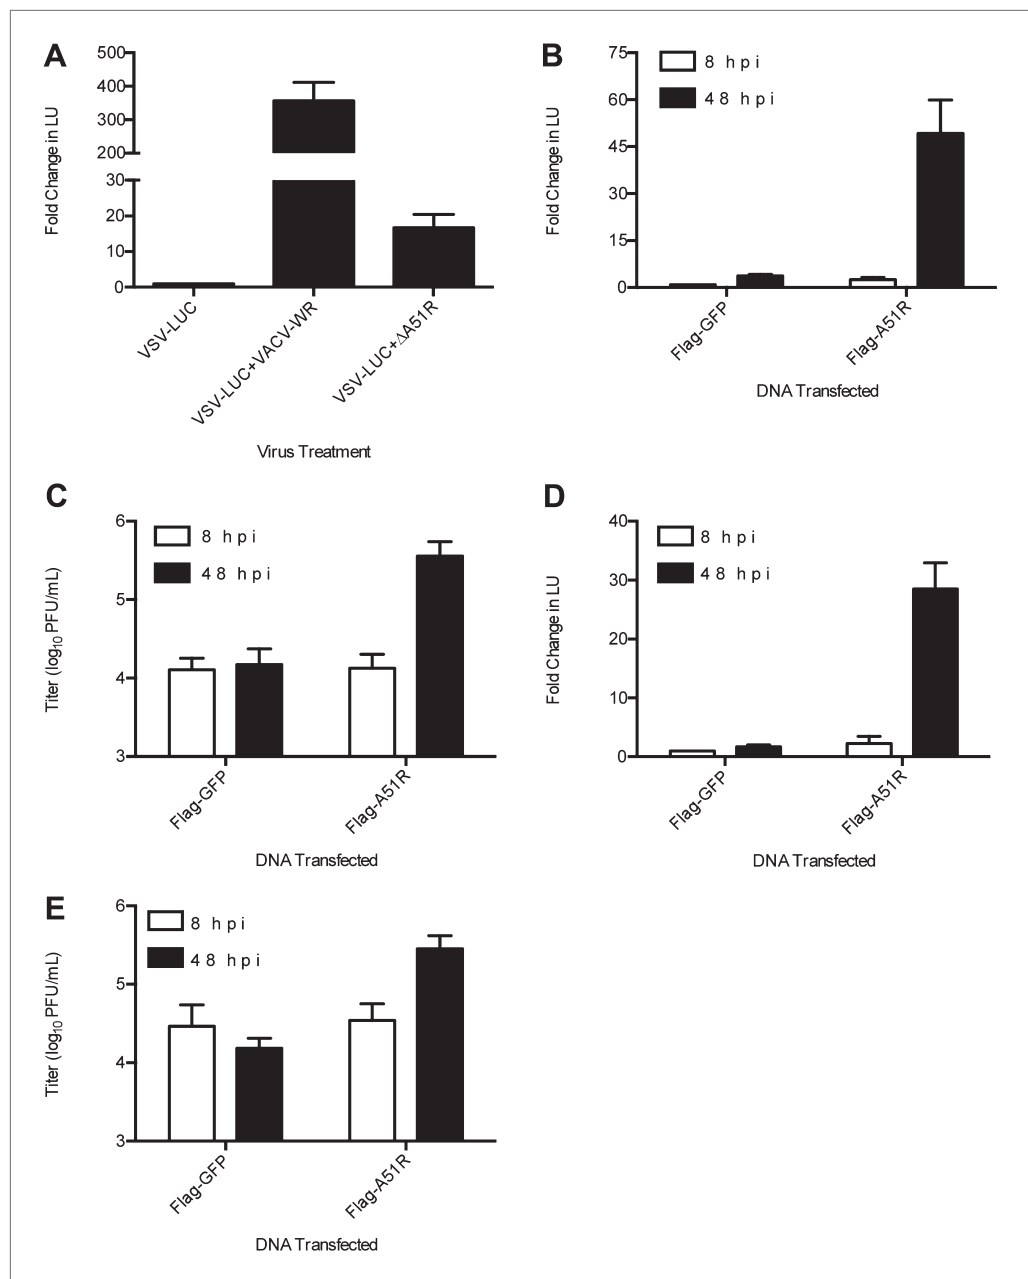 A
500
400
300
200
30
20
10
0
Fold Change in LU
VSV-LUC
VSV-LUC+VACV-WR
VSV-LUC+ΔA51R
Virus Treatment
B
75
60
45
30
15
0
Fold Change in LU
8 hpi
48 hpi
Flag-GFP
Flag-A51R
DNA Transfected
C
6
5
4
3
Titer (log10 PFU/mL)
8 hpi
48 hpi
Flag-GFP
Flag-A51R
DNA Transfected
D
40
30
20
10
0
Fold Change in LU
8 hpi
48 hpi
Flag-GFP
Flag-A51R
DNA Transfected
E
6
5
4
3
Titer (log10 PFU/mL)
8 hpi
48 hpi
Flag-GFP
Flag-A51R
DNA Transfected